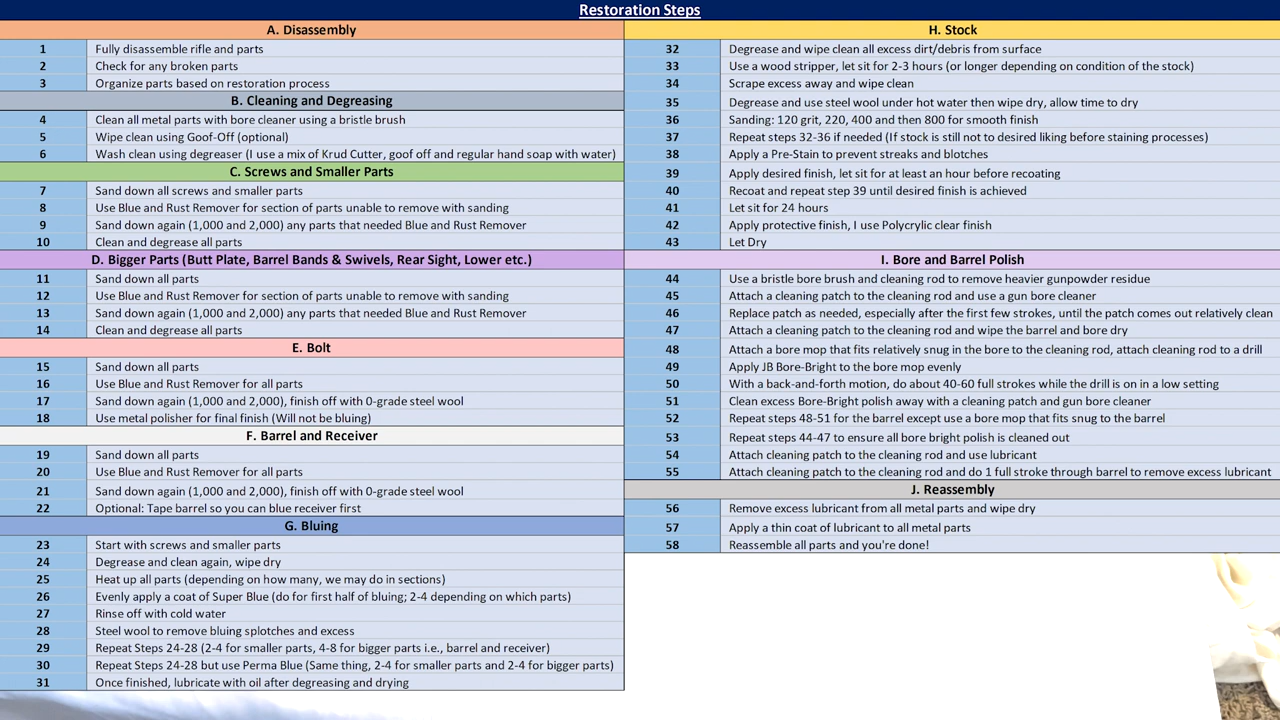 Restoration Steps
A. Disassembly
1 Fully disassemble rifle and parts
2 Check for any broken parts
3 Organize parts based on restoration process
B. Cleaning and Degreasing
4 Clean all metal parts with bore cleaner using a bristle brush
5 Wipe clean using Goof-Off (optional)
6 Wash clean using degreaser (I use a mix of Krud Cutter, goof off and regular hand soap with water)
C. Screws and Smaller Parts
7 Sand down all screws and smaller parts
8 Use Blue and Rust Remover for section of parts unable to remove with sanding
9 Sand down again (1,000 and 2,000) any parts that needed Blue and Rust Remover
10 Clean and degrease all parts
D. Bigger Parts (Butt Plate, Barrel Bands & Swivels, Rear Sight, Lower etc.)
11 Sand down all parts
12 Use Blue and Rust Remover for section of parts unable to remove with sanding
13 Sand down again (1,000 and 2,000) any parts that needed Blue and Rust Remover
14 Clean and degrease all parts
E. Bolt
15 Sand down all parts
16 Use Blue and Rust Remover for all parts
17 Sand down again (1,000 and 2,000), finish off with 0-grade steel wool
18 Use metal polisher for final finish (Will not be bluing)
F. Barrel and Receiver
19 Sand down all parts
20 Use Blue and Rust Remover for all parts
21 Sand down again (1,000 and 2,000), finish off with 0-grade steel wool
22 Optional: Tape barrel so you can blue receiver first
G. Bluing
23 Start with screws and smaller parts
24 Degrease and clean again, wipe dry
25 Heat up all parts (depending on how many, we may do in sections)
26 Evenly apply a coat of Super Blue (do for first half of bluing; 2-4 depending on which parts)
27 Rinse off with cold water
28 Steel wool to remove bluing splotches and excess
29 Repeat Steps 24-28 (2-4 for smaller parts, 4-8 for bigger parts i.e., barrel and receiver)
30 Repeat Steps 24-28 but use Perma Blue (Same thing, 2-4 for smaller parts and 2-4 for bigger parts)
31 Once finished, lubricate with oil after degreasing and drying
H. Stock
32 Degrease and wipe clean all excess dirt/debris from surface
33 Use a wood stripper, let sit for 2-3 hours (or longer depending on condition of the stock)
34 Scrape excess away and wipe clean
35 Degrease and use steel wool under hot water then wipe dry, allow time to dry
36 Sanding: 120 grit, 220, 400 and then 800 for smooth finish
37 Repeat steps 32-36 if needed (If stock is still not to desired liking before staining processes)
38 Apply a Pre-Stain to prevent streaks and blotches
39 Apply desired finish, let sit for at least an hour before recoating
40 Recoat and repeat step 39 until desired finish is achieved
41 Let sit for 24 hours
42 Apply protective finish, I use Polycrylic clear finish
43 Let Dry
I. Bore and Barrel Polish
44 Use a bristle bore brush and cleaning rod to remove heavier gunpowder residue
45 Attach a cleaning patch to the cleaning rod and use a gun bore cleaner
46 Replace patch as needed, especially after the first few strokes, until the patch comes out relatively clean
47 Attach a cleaning patch to the cleaning rod and wipe the barrel and bore dry
48 Attach a bore mop that fits relatively snug in the bore to the cleaning rod, attach cleaning rod to a drill
49 Apply JB Bore-Bright to the bore mop evenly
50 With a back-and-forth motion, do about 40-60 full strokes while the drill is on in a low setting
51 Clean excess Bore-Bright polish away with a cleaning patch and gun bore cleaner
52 Repeat steps 48-51 for the barrel except use a bore mop that fits snug to the barrel
53 Repeat steps 44-47 to ensure all bore bright polish is cleaned out
54 Attach cleaning patch to the cleaning rod and use lubricant
55 Attach cleaning patch to the cleaning rod and do 1 full stroke through barrel to remove excess lubricant
J. Reassembly
56 Remove excess lubricant from all metal parts and wipe dry
57 Apply a thin coat of lubricant to all metal parts
58 Reassemble all parts and you're done!